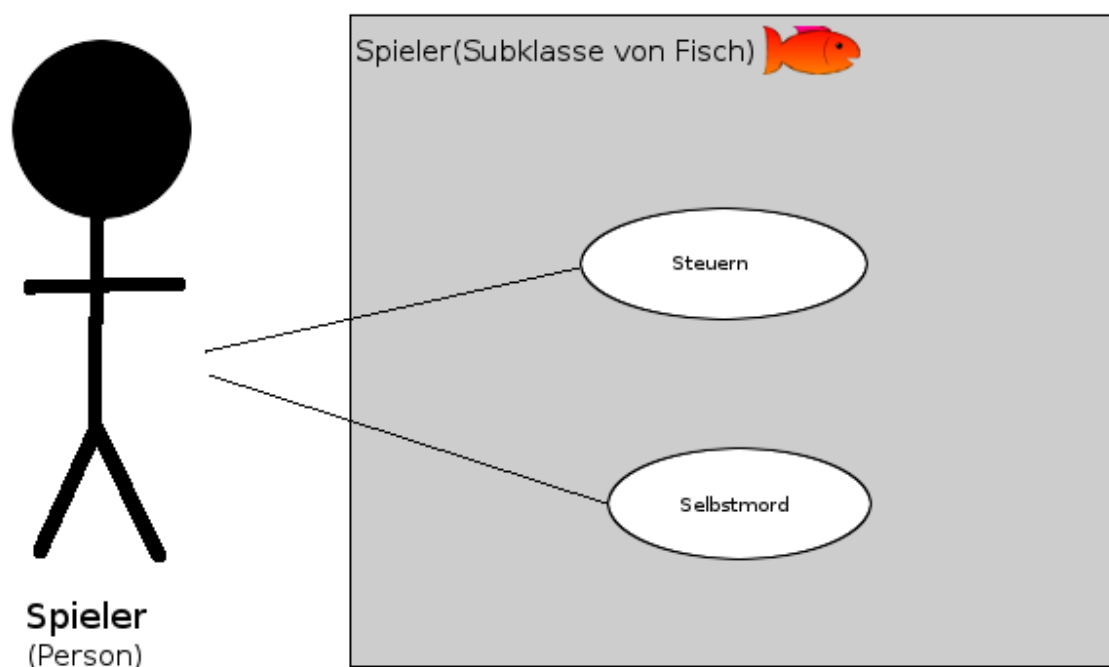 Spieler(Subklasse von Fisch)
Steuern
Selbstmord
Spieler
(Person)